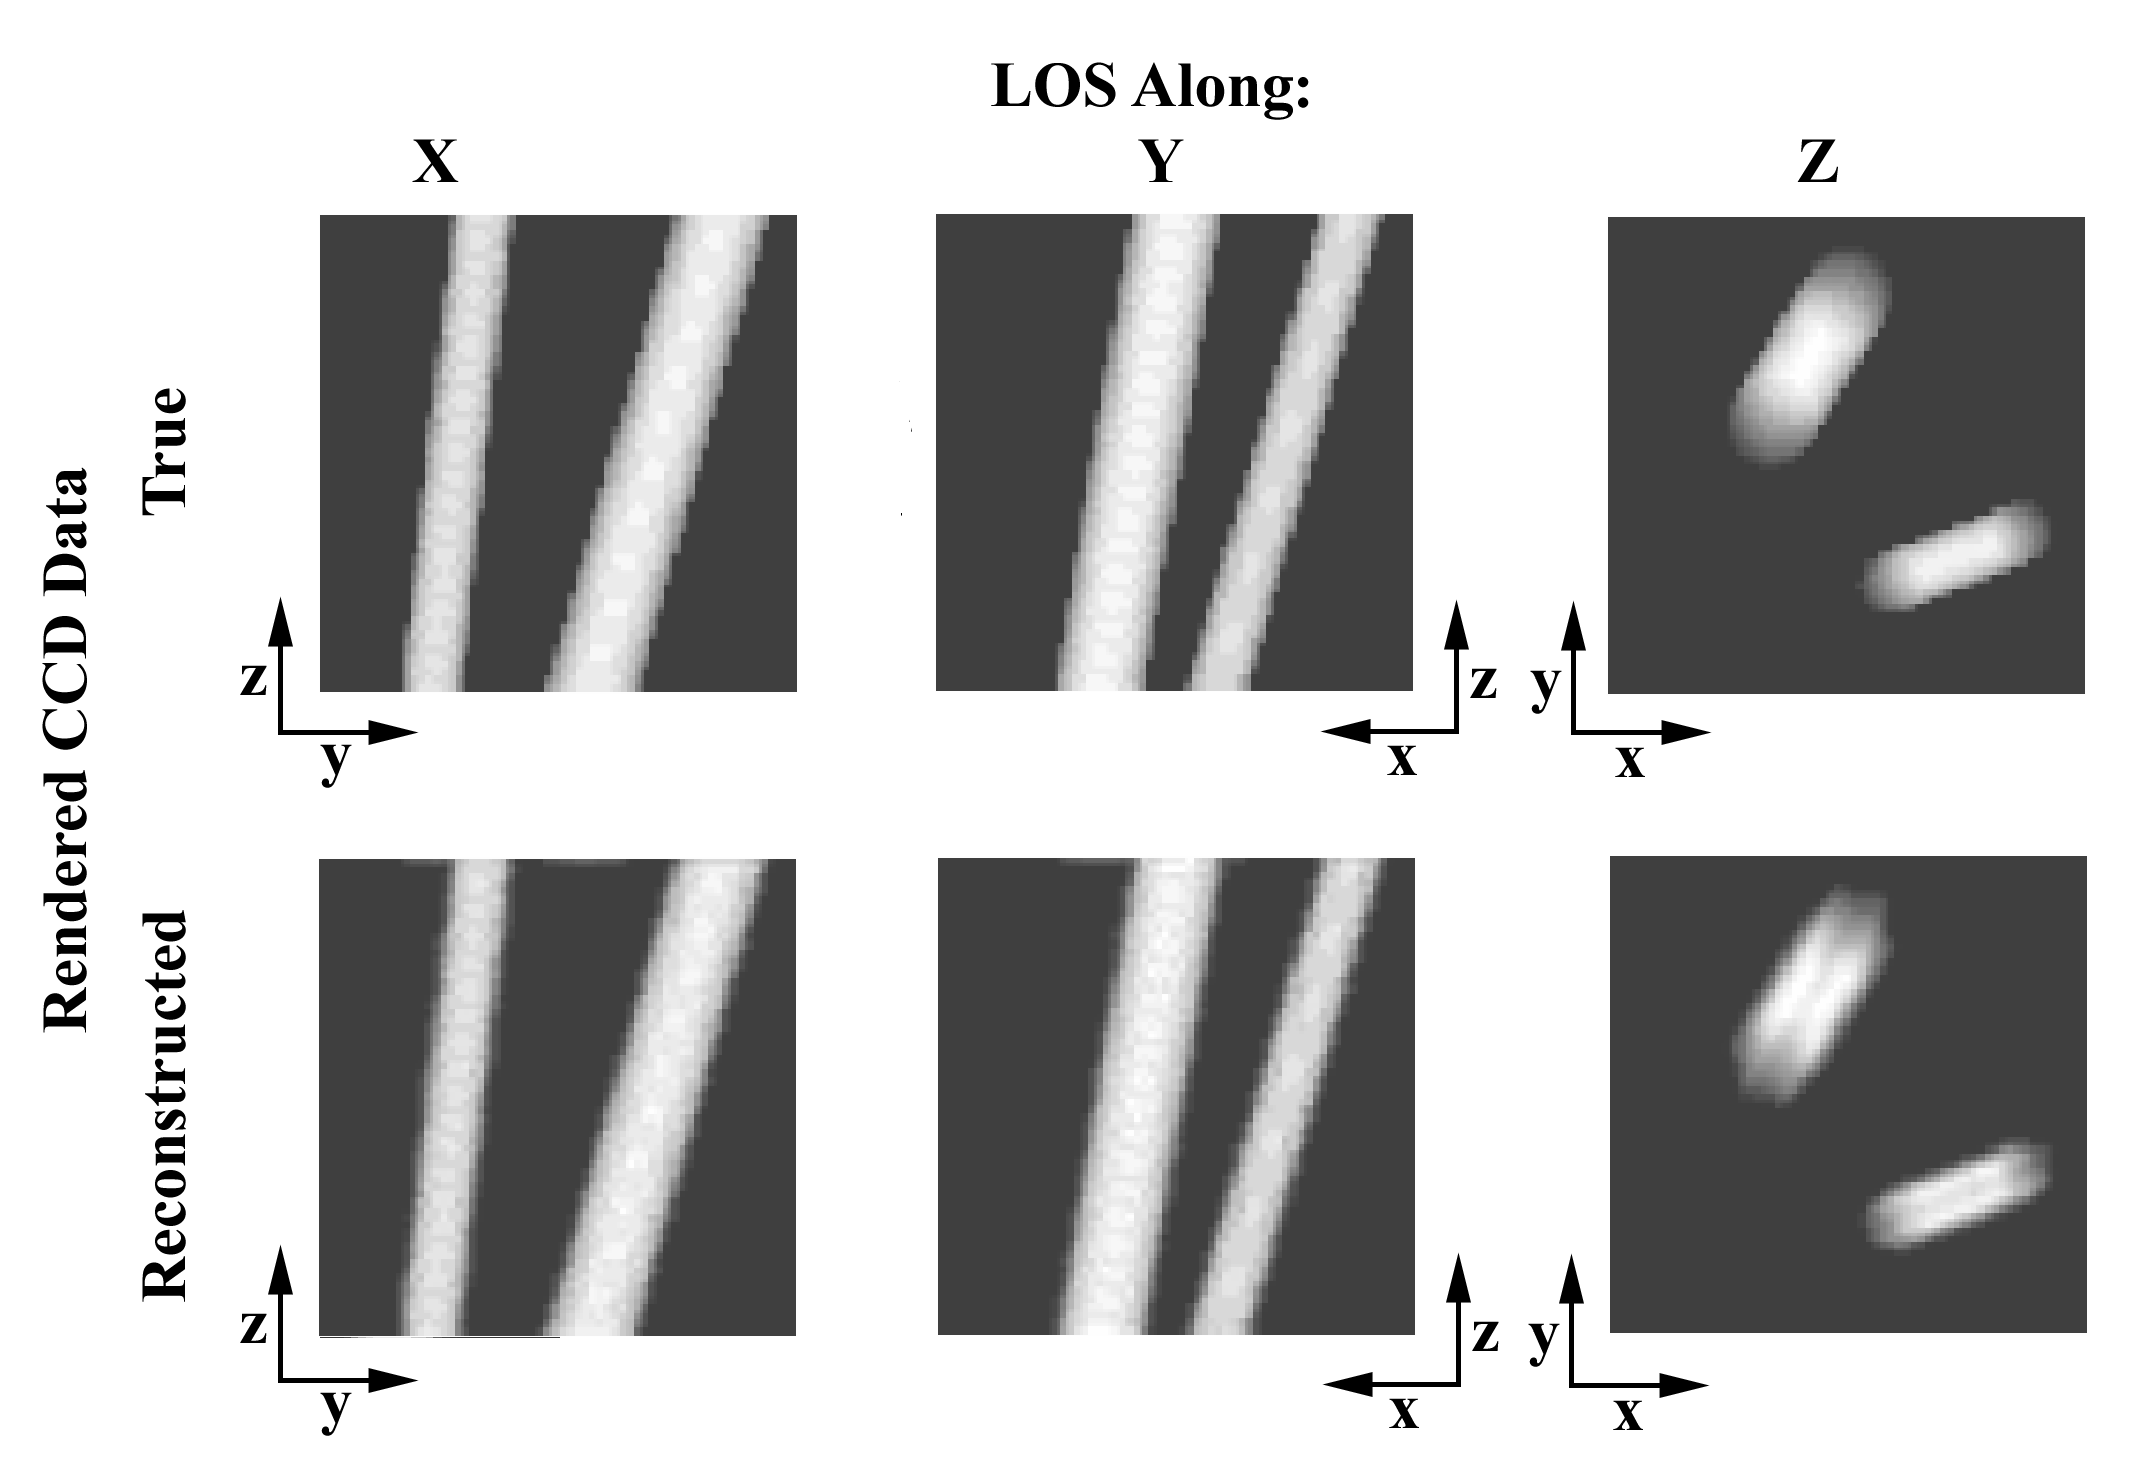 LOS Along:
X Y Z
Rendered CCD Data
True
z
y
z
x
y
x
Reconstructed
z
y
z
x
y
x